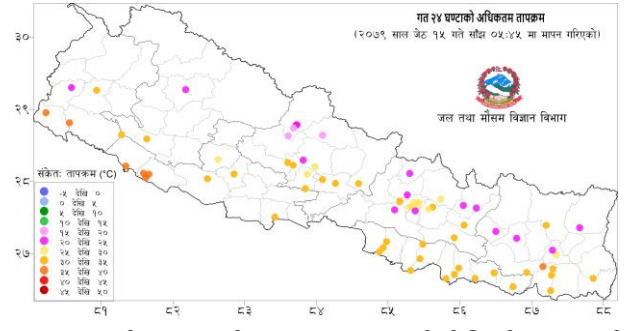 गत २४ घण्टाको अधिकतम तापक्रम
(२०७९ साल जेठ १५ गते साँझ ०५:४५ मा मापन गरिएको)
जल तथा मौसम विज्ञान विभाग
३०
२९
२८
२७
संकेतः तापक्रम (°C)
-५ देखि ०
० देखि ५
५ देखि १०
१० देखि १५
१५ देखि २०
२० देखि २५
२५ देखि ३०
३० देखि ३५
३५ देखि ४०
४० देखि ४५
४५ देखि ५०
८१
८२
८३
८४
८५
८६
८७
८८